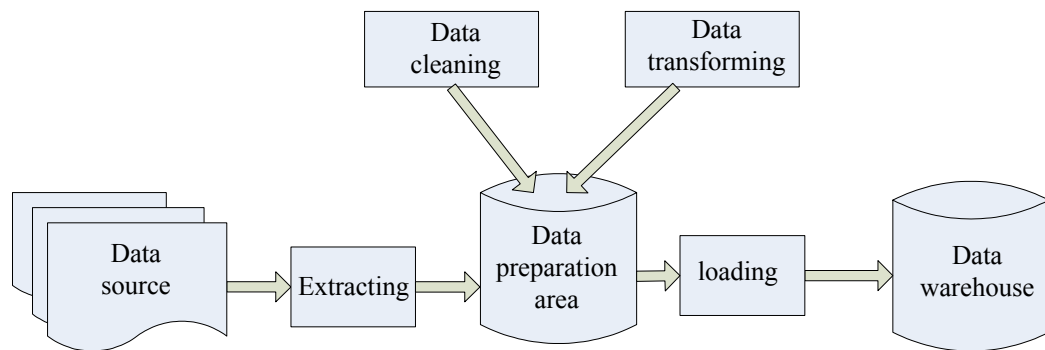 Data
cleaning
Data
transforming
Data
source
Extracting
Data
preparation
area
loading
Data
warehouse